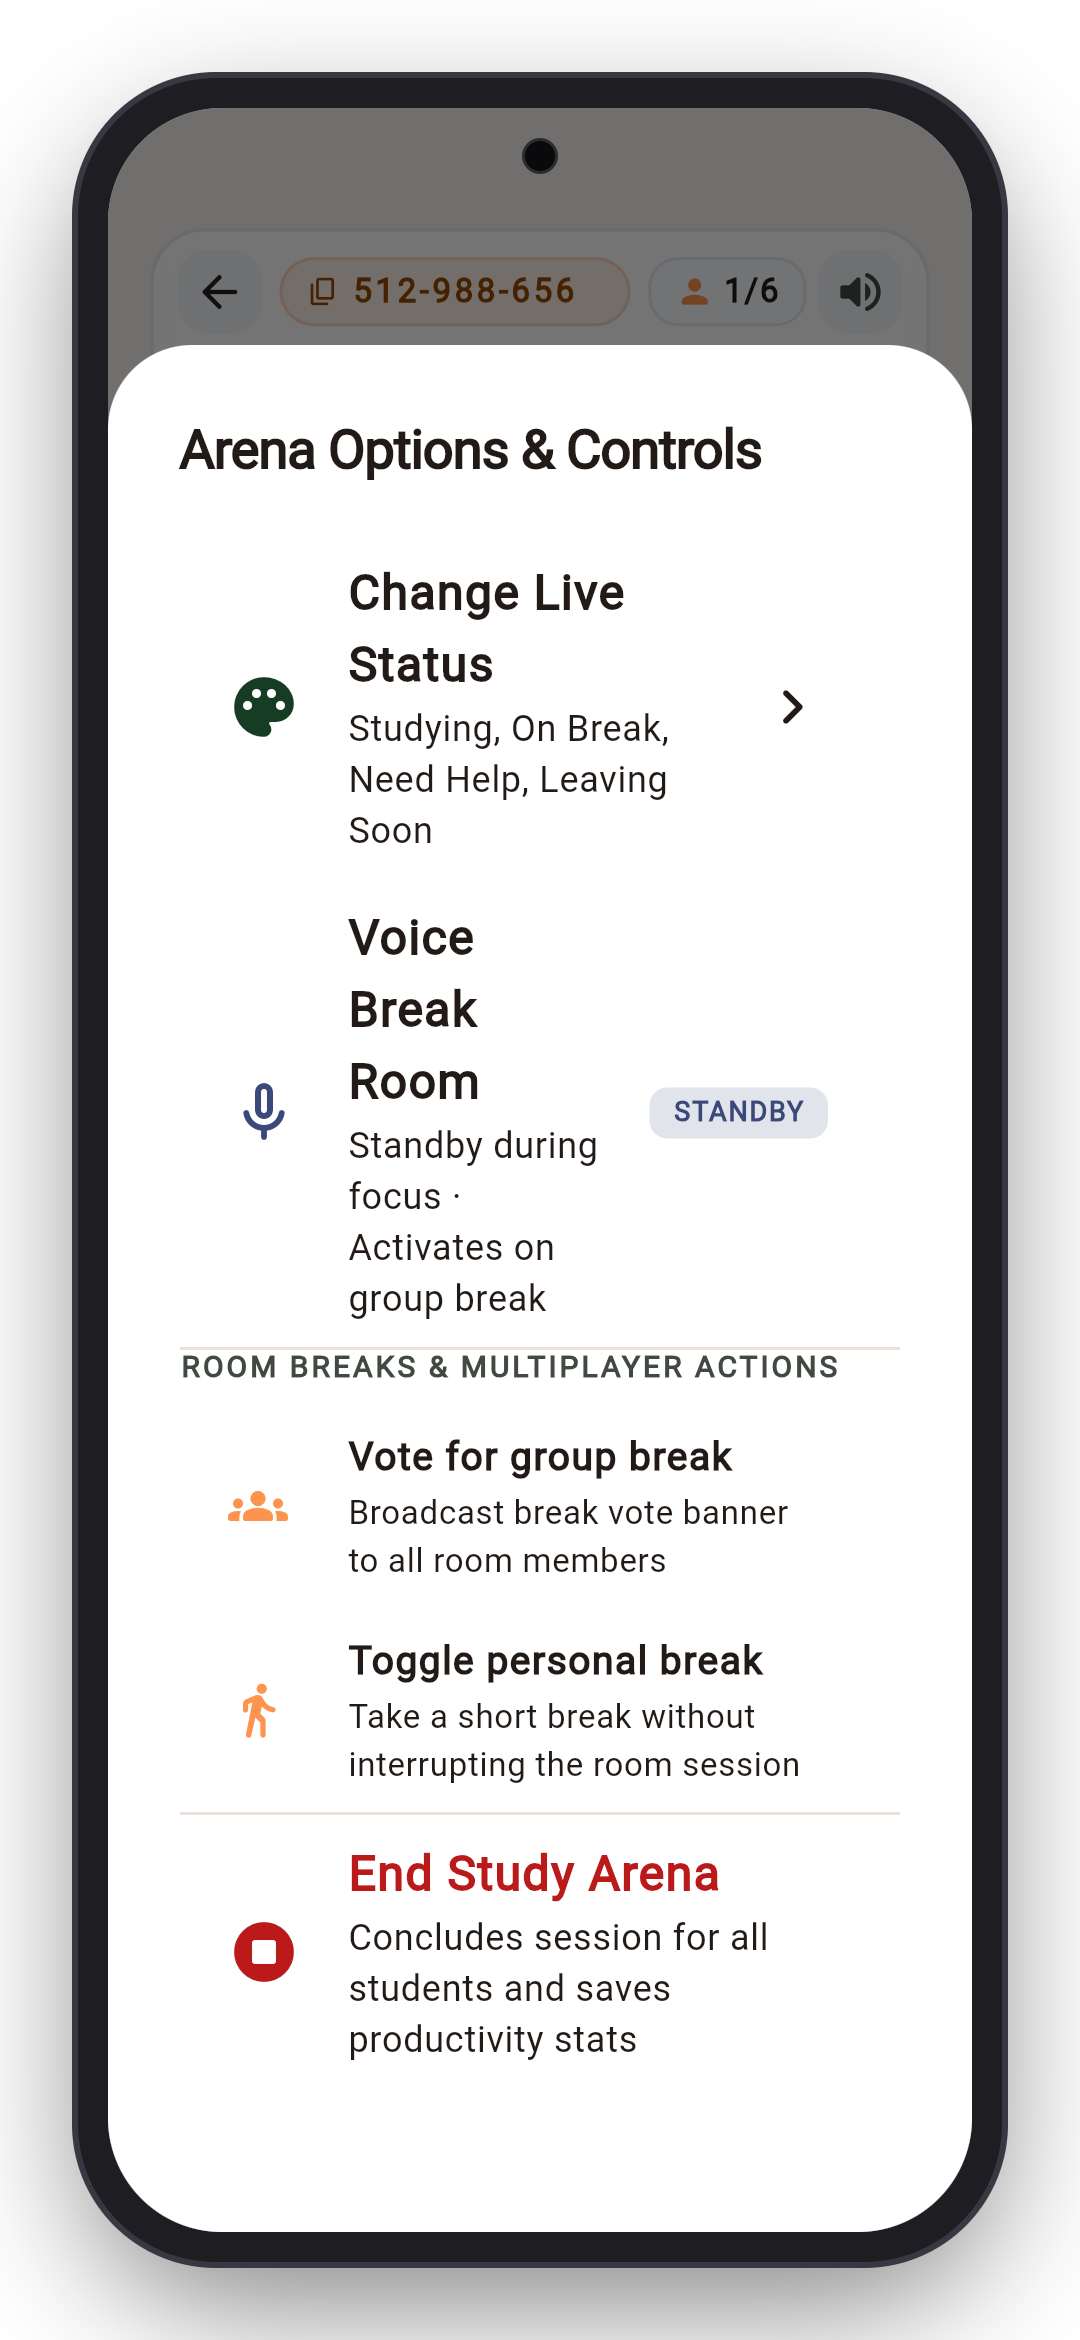 512-988-656
1/6
Arena Options & Controls
Change Live
Status
Studying, On Break,
Need Help, Leaving
Soon
Voice
Break
Room
STANDBY
Standby during
focus ·
Activates on
group break
ROOM BREAKS & MULTIPLAYER ACTIONS
Vote for group break
Broadcast break vote banner
to all room members
Toggle personal break
Take a short break without
interrupting the room session
End Study Arena
Concludes session for all
students and saves
productivity stats